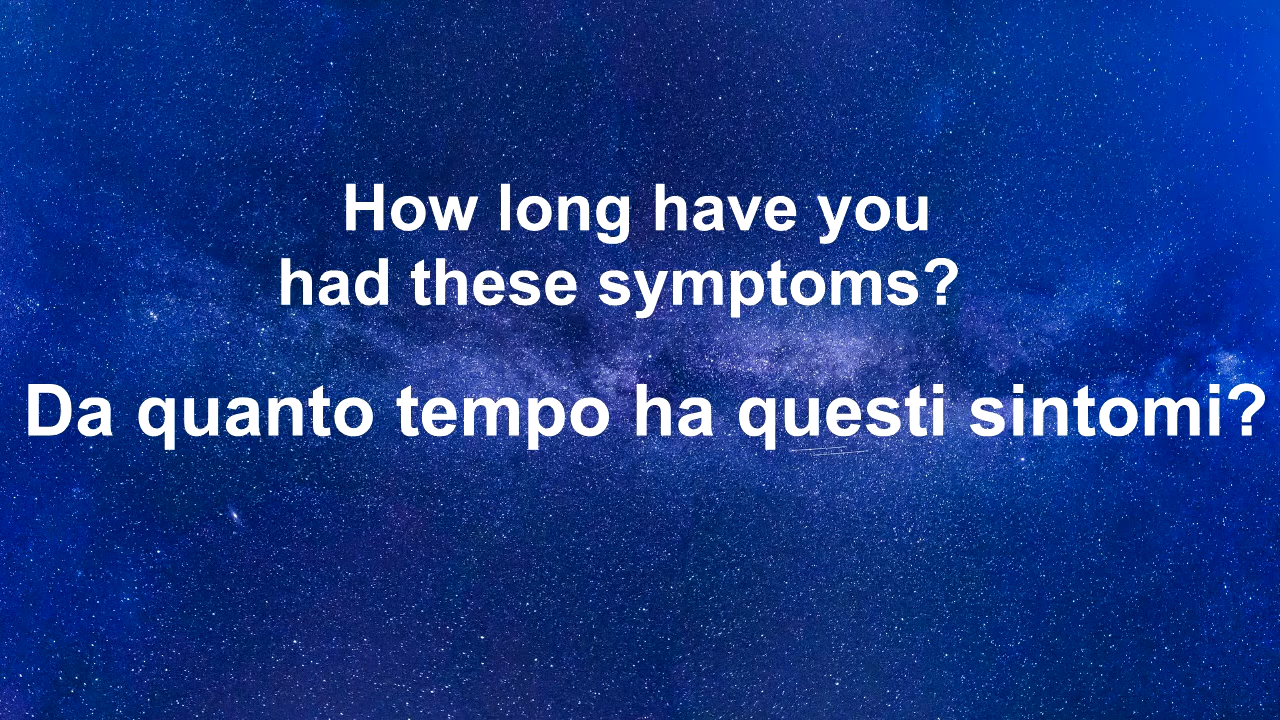 How long have you
had these symptoms?
Da quanto tempo ha questi sintomi?